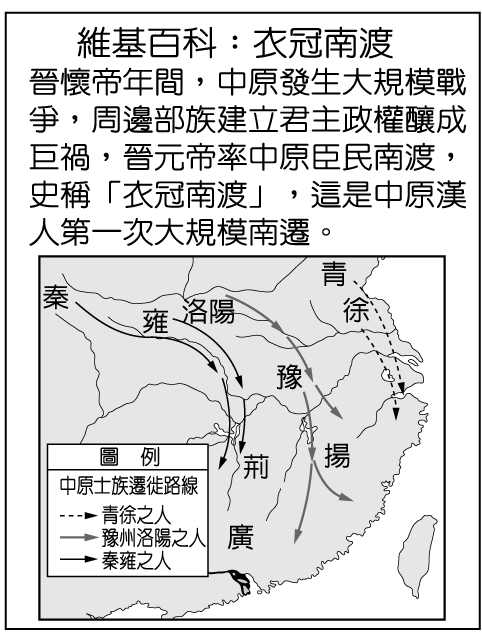 維基百科：衣冠南渡
晉懷帝年間，中原發生大規模戰
爭，周邊部族建立君主政權釀成
巨禍，晉元帝率中原臣民南渡，
史稱「衣冠南渡」，這是中原漢
人第一次大規模南遷。
青
秦
洛陽
徐
雍
豫
揚
荊
廣
圖 例
中原士族遷徙路線
青徐之人
豫州洛陽之人
秦雍之人